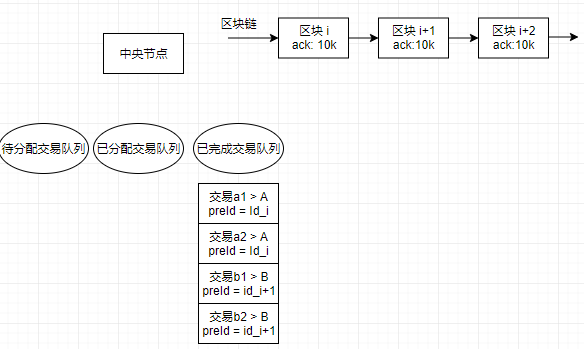 区块链
区块 i
ack: 10k
区块 i+1
ack:10k
区块 i+2
ack:10k
中央节点
待分配交易队列
已分配交易队列
已完成交易队列
交易a1 > A
preId = Id_i
交易a2 > A
preId = Id_i
交易b1 > B
preId = id_i+1
交易b2 > B
preId = id_i+1